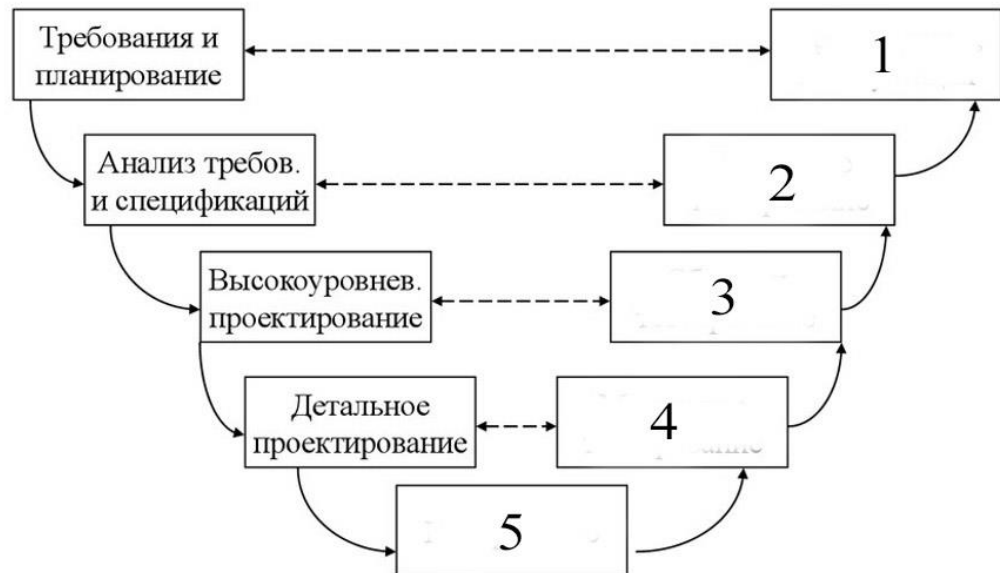 Требования и
планирование
1
Анализ требов.
и спецификаций
2
Высокоуровнев.
проектирование
3
Детальное
проектирование
4
5